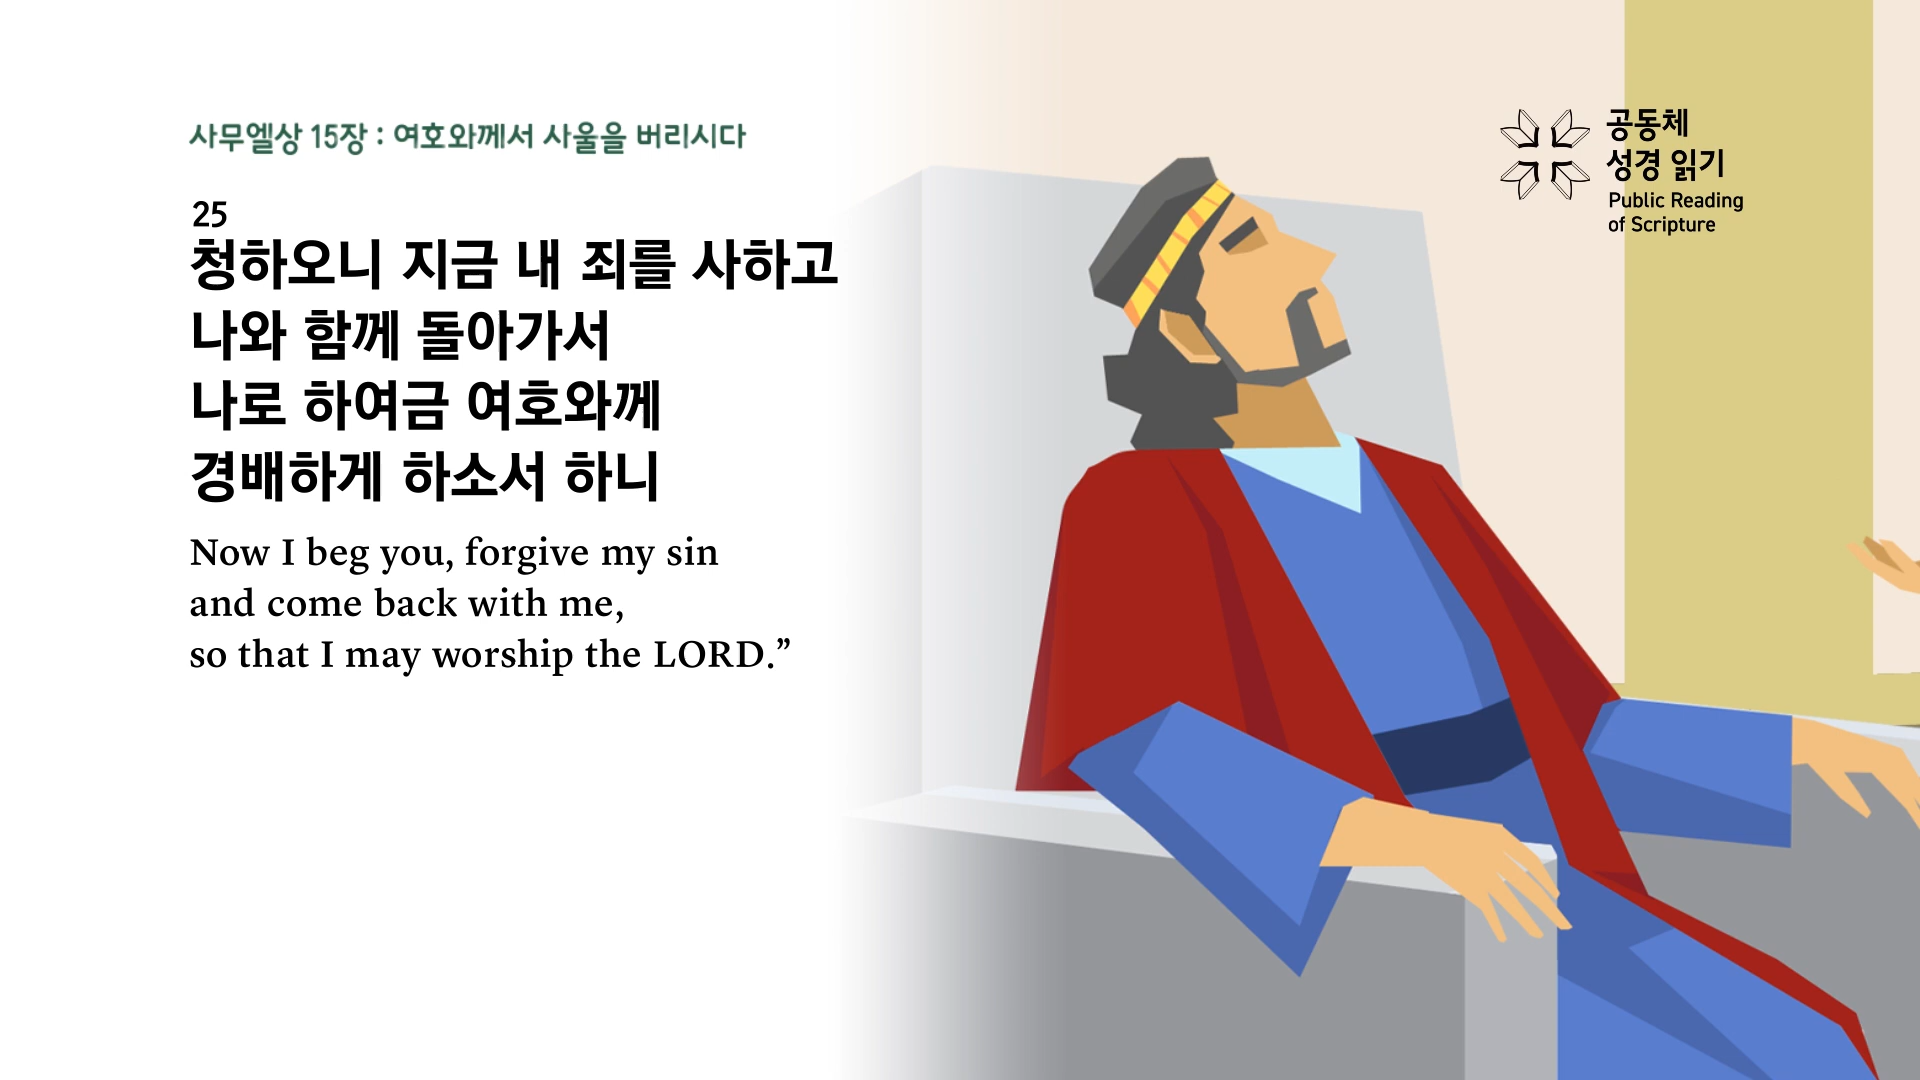 사무엘상 15장 : 여호와께서 사울을 버리시다
25
청하오니 지금 내 죄를 사하고
나와 함께 돌아가서
나로 하여금 여호와께
경배하게 하소서 하니
Now I beg you, forgive my sin
and come back with me,
so that I may worship the LORD.”
공동체
성경 읽기
Public Reading
of Scripture